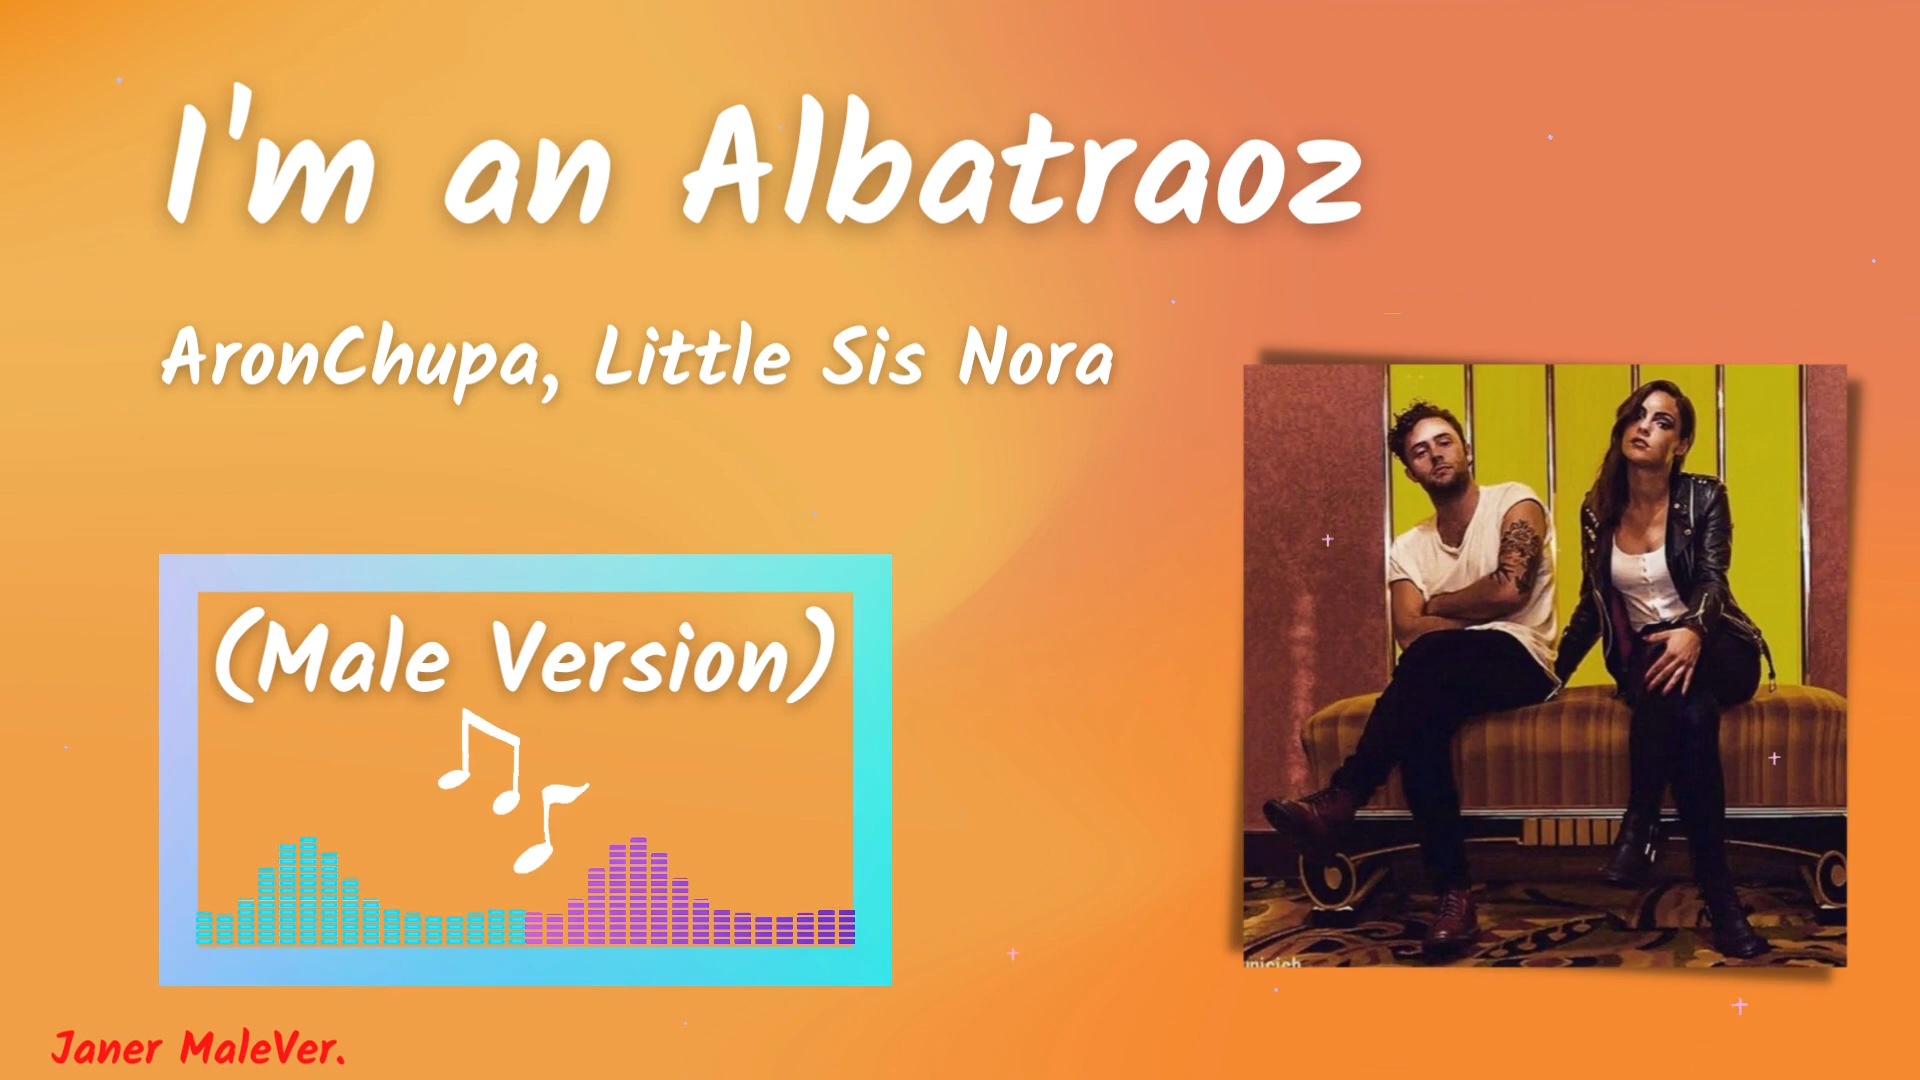 I'm an Albatraoz
AronChupa, Little Sis Nora
(Male Version)
Janer MaleVer.